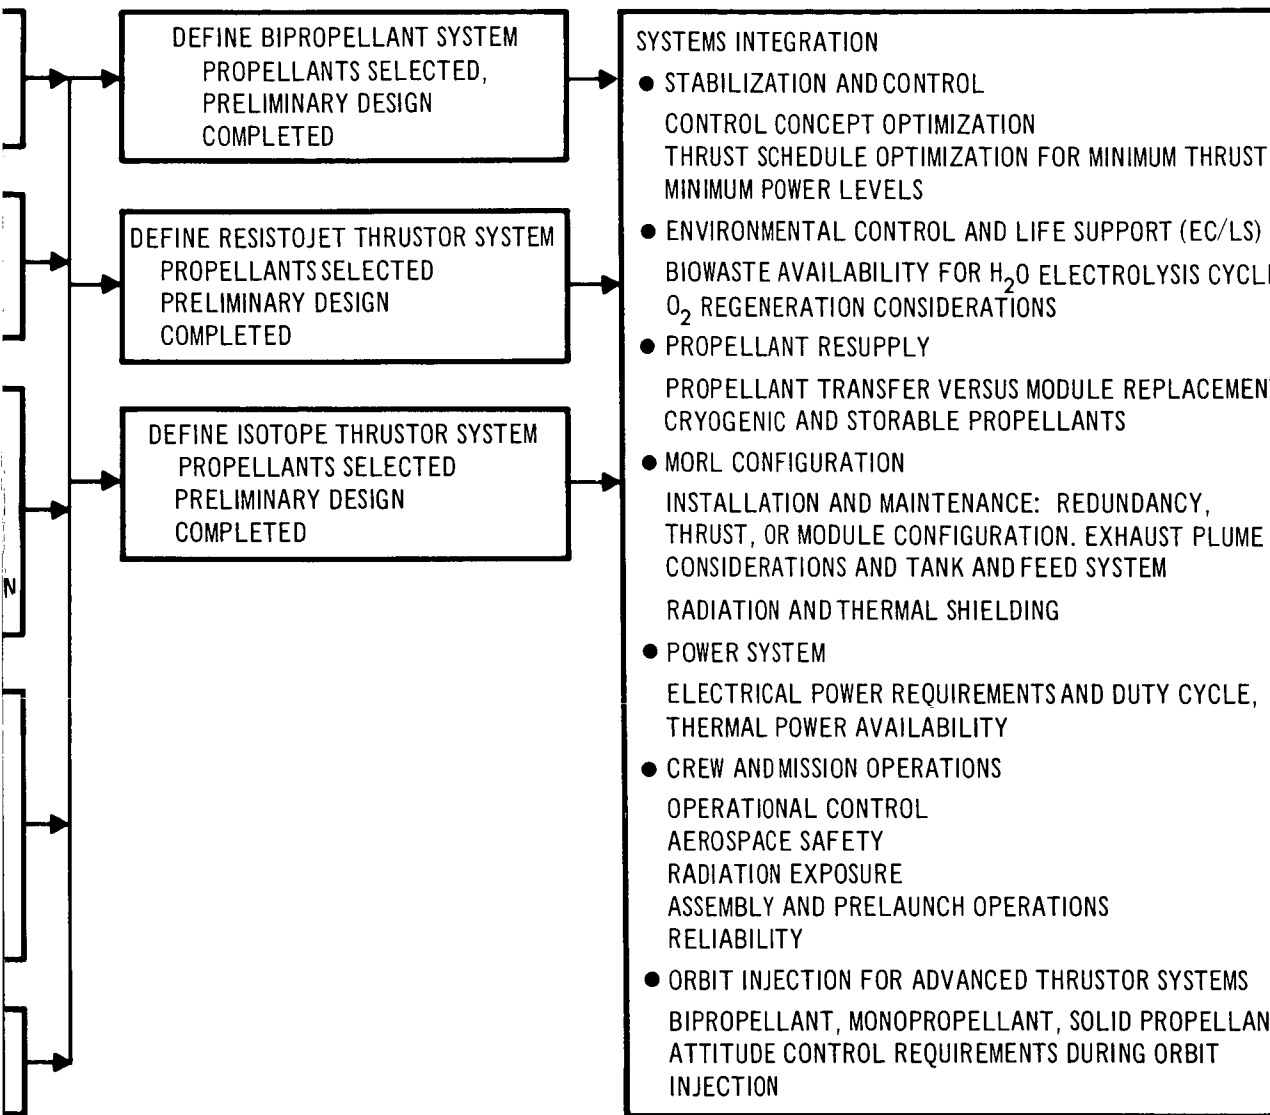 N
DEFINE BIPROPELLANT SYSTEM
PROPELLANTS SELECTED,
PRELIMINARY DESIGN
COMPLETED
DEFINE RESISTOJET THRUSTOR SYSTEM
PROPELLANTS SELECTED
PRELIMINARY DESIGN
COMPLETED
DEFINE ISOTOPE THRUSTOR SYSTEM
PROPELLANTS SELECTED
PRELIMINARY DESIGN
COMPLETED
SYSTEMS INTEGRATION
● STABILIZATION AND CONTROL
CONTROL CONCEPT OPTIMIZATION
THRUST SCHEDULE OPTIMIZATION FOR MINIMUM THRUST
MINIMUM POWER LEVELS
● ENVIRONMENTAL CONTROL AND LIFE SUPPORT (EC/LS)
BIOWASTE AVAILABILITY FOR H₂O ELECTROLYSIS CYCL
O₂ REGENERATION CONSIDERATIONS
● PROPELLANT RESUPPLY
PROPELLANT TRANSFER VERSUS MODULE REPLACEMEN
CRYOGENIC AND STORABLE PROPELLANTS
● MORL CONFIGURATION
INSTALLATION AND MAINTENANCE: REDUNDANCY,
THRUST, OR MODULE CONFIGURATION. EXHAUST PLUME
CONSIDERATIONS AND TANK AND FEED SYSTEM
RADIATION AND THERMAL SHIELDING
● POWER SYSTEM
ELECTRICAL POWER REQUIREMENTS AND DUTY CYCLE,
THERMAL POWER AVAILABILITY
● CREW AND MISSION OPERATIONS
OPERATIONAL CONTROL
AEROSPACE SAFETY
RADIATION EXPOSURE
ASSEMBLY AND PRELAUNCH OPERATIONS
RELIABILITY
● ORBIT INJECTION FOR ADVANCED THRUSTOR SYSTEMS
BIPROPELLANT, MONOPROPELLANT, SOLID PROPELLAN
ATTITUDE CONTROL REQUIREMENTS DURING ORBIT
INJECTION